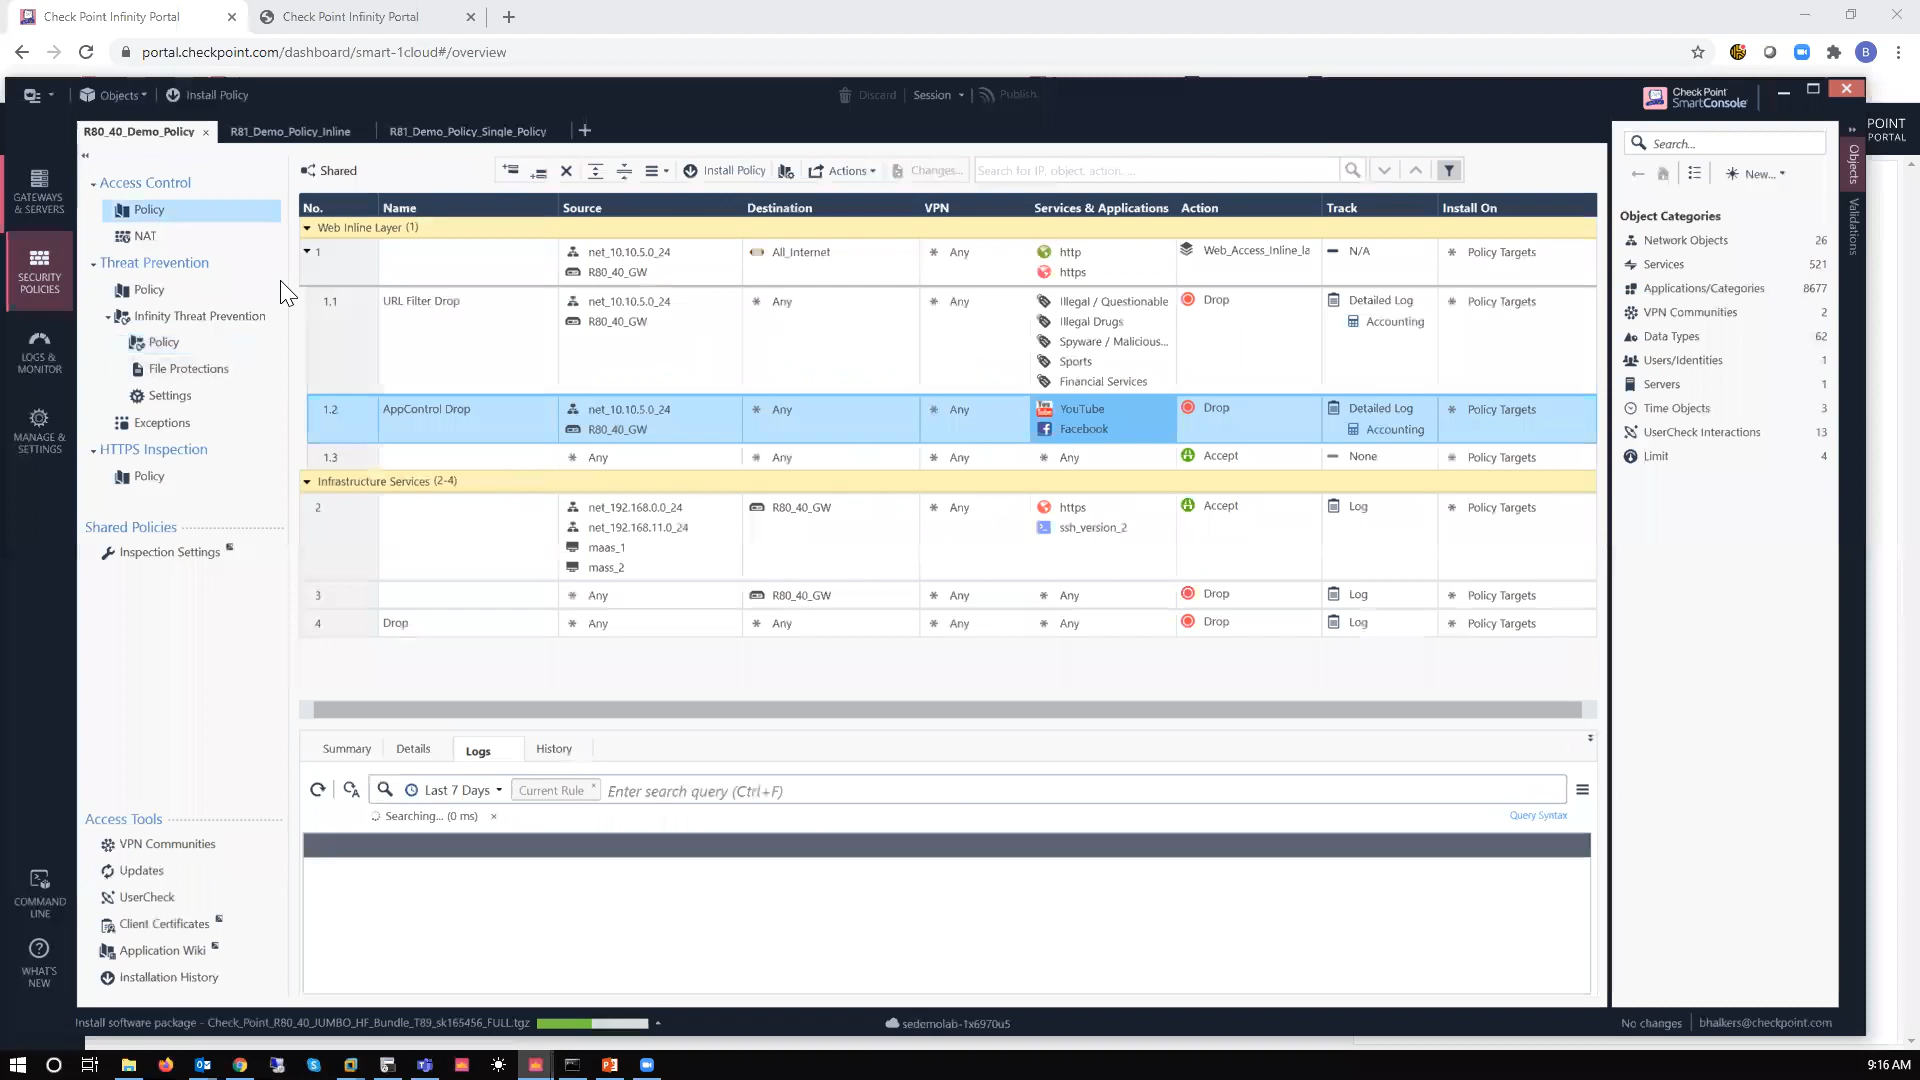 Check Point Infinity Portal
Check Point Infinity Portal
portal.checkpoint.com/dashboard/smart-1cloud#/overview
B
Objects
Install Policy
Discard
Session
Publish
Check Point
SmartConsole
POINT
PORTAL
R80_40_Demo_Policy
R81_Demo_Policy_Inline
R81_Demo_Policy_Single_Policy
GATEWAYS
& SERVERS
SECURITY
POLICIES
LOGS &
MONITOR
MANAGE &
SETTINGS
COMMAND
LINE
WHAT'S
NEW
Access Control
Policy
NAT
Threat Prevention
Policy
Infinity Threat Prevention
Policy
File Protections
Settings
Exceptions
HTTPS Inspection
Policy
Shared Policies
Inspection Settings
Access Tools
VPN Communities
Updates
UserCheck
Client Certificates
Application Wiki
Installation History
Shared
Install Policy
Actions
Changes...
Search for IP, object, action, ...
No. Name Source Destination VPN Services & Applications Action Track Install On
Web Inline Layer (1)
1 net_10.10.5.0_24 All_Internet Any http Web_Access_Inline_la N/A Policy Targets
R80_40_GW https
1.1 URL Filter Drop net_10.10.5.0_24 Any Any Illegal / Questionable Drop Detailed Log Policy Targets
R80_40_GW Illegal Drugs Accounting
Spyware / Malicious...
Sports
Financial Services
1.2 AppControl Drop net_10.10.5.0_24 Any Any YouTube Drop Detailed Log Policy Targets
R80_40_GW Facebook Accounting
1.3 Any Any Any Any Accept None Policy Targets
Infrastructure Services (2-4)
2 net_192.168.0.0_24 R80_40_GW Any https Accept Log Policy Targets
net_192.168.11.0_24 ssh_version_2
maas_1
mass_2
3 Any R80_40_GW Any Any Drop Log Policy Targets
4 Drop Any Any Any Any Drop Log Policy Targets
Summary
Details
Logs
History
Last 7 Days
Current Rule
Enter search query (Ctrl+F)
Searching... (0 ms)
Query Syntax
Search...
New...
Object Categories
Network Objects 26
Services 521
Applications/Categories 8677
VPN Communities 2
Data Types 62
Users/Identities 1
Servers 1
Time Objects 3
UserCheck Interactions 13
Limit 4
Objects
Validations
Install software package - Check_Point_R80_40_JUMBO_HF_Bundle_T89_sk165456_FULL.tgz
sedemolab-1x6970u5
No changes
bhalkers@checkpoint.com
9:16 AM